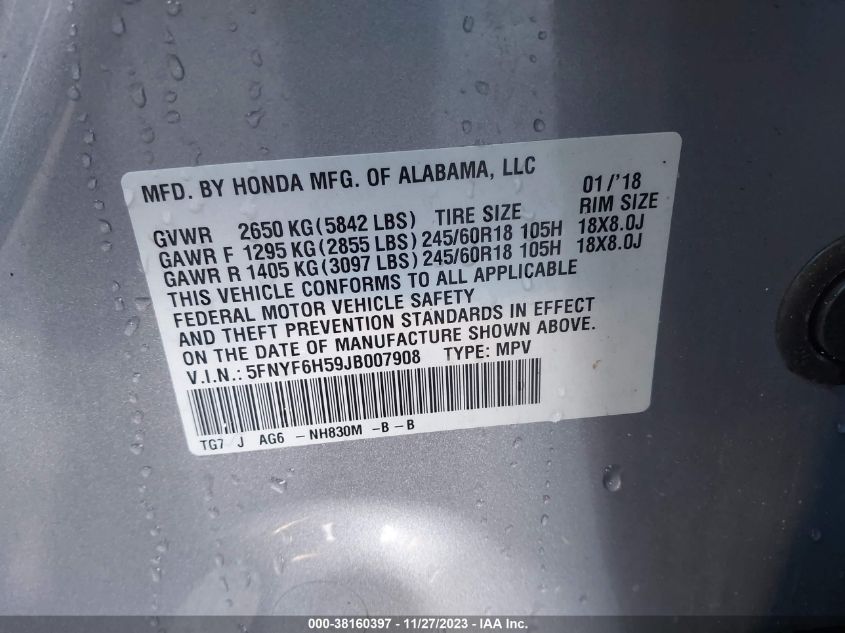 MFD. BY HONDA MFG. OF ALABAMA, LLC 01/'18
GVWR 2650 KG(5842 LBS) TIRE SIZE RIM SIZE
GAWR F 1295 KG(2855 LBS) 245/60R18 105H 18X8.0J
GAWR R 1405 KG(3097 LBS) 245/60R18 105H 18X8.0J
THIS VEHICLE CONFORMS TO ALL APPLICABLE
FEDERAL MOTOR VEHICLE SAFETY
AND THEFT PREVENTION STANDARDS IN EFFECT
ON THE DATE OF MANUFACTURE SHOWN ABOVE.
V.I.N.: 5FNYF6H59JB007908 TYPE: MPV
TG7 J AG6 -NH830M -B-B
000-38160397 - 11/27/2023 - IAA Inc.